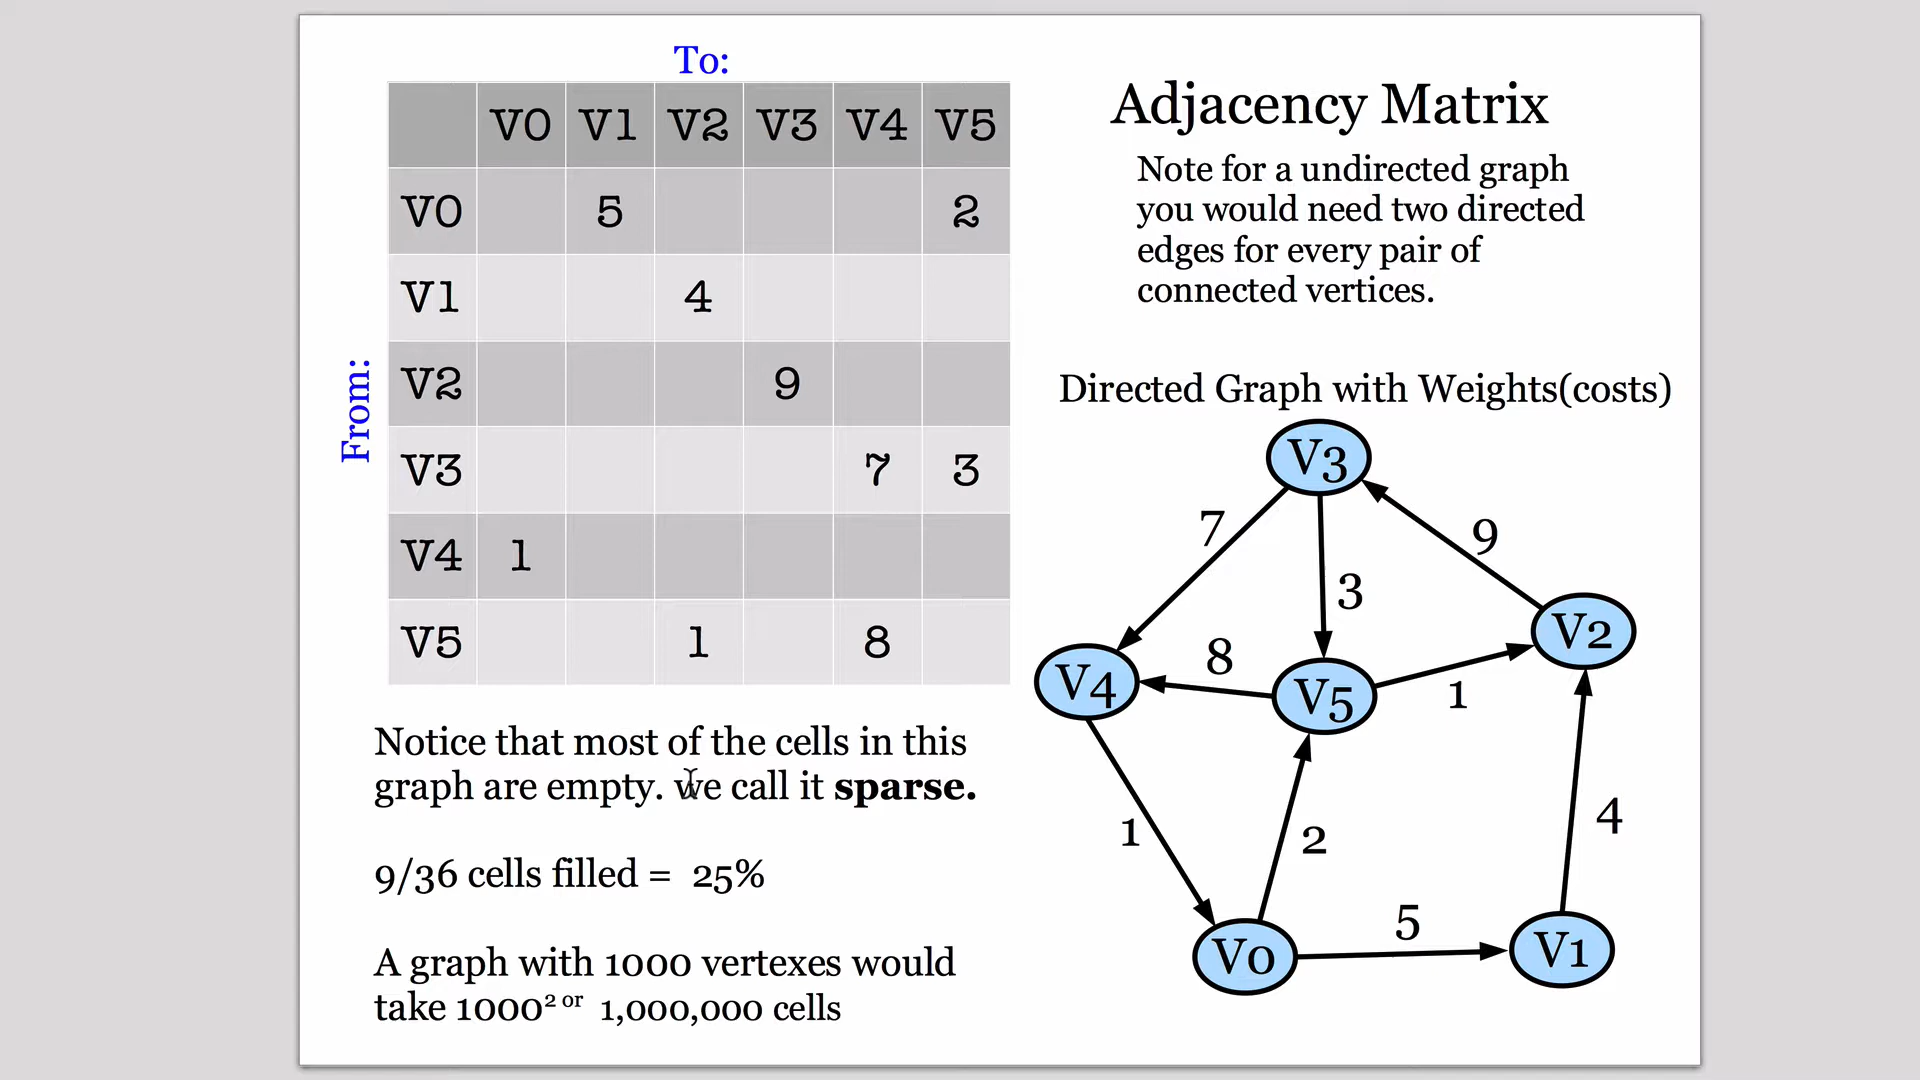 To:
V0 V1 V2 V3 V4 V5
From:
V0 5 2
V1 4
V2 9
V3 7 3
V4 1
V5 1 8
Notice that most of the cells in this
graph are empty. we call it sparse.
9/36 cells filled = 25%
A graph with 1000 vertexes would
take 1000² or 1,000,000 cells
Adjacency Matrix
Note for a undirected graph
you would need two directed
edges for every pair of
connected vertices.
Directed Graph with Weights(costs)
V3
7
9
3
V2
8
V4
V5
1
4
1
2
5
V0
V1